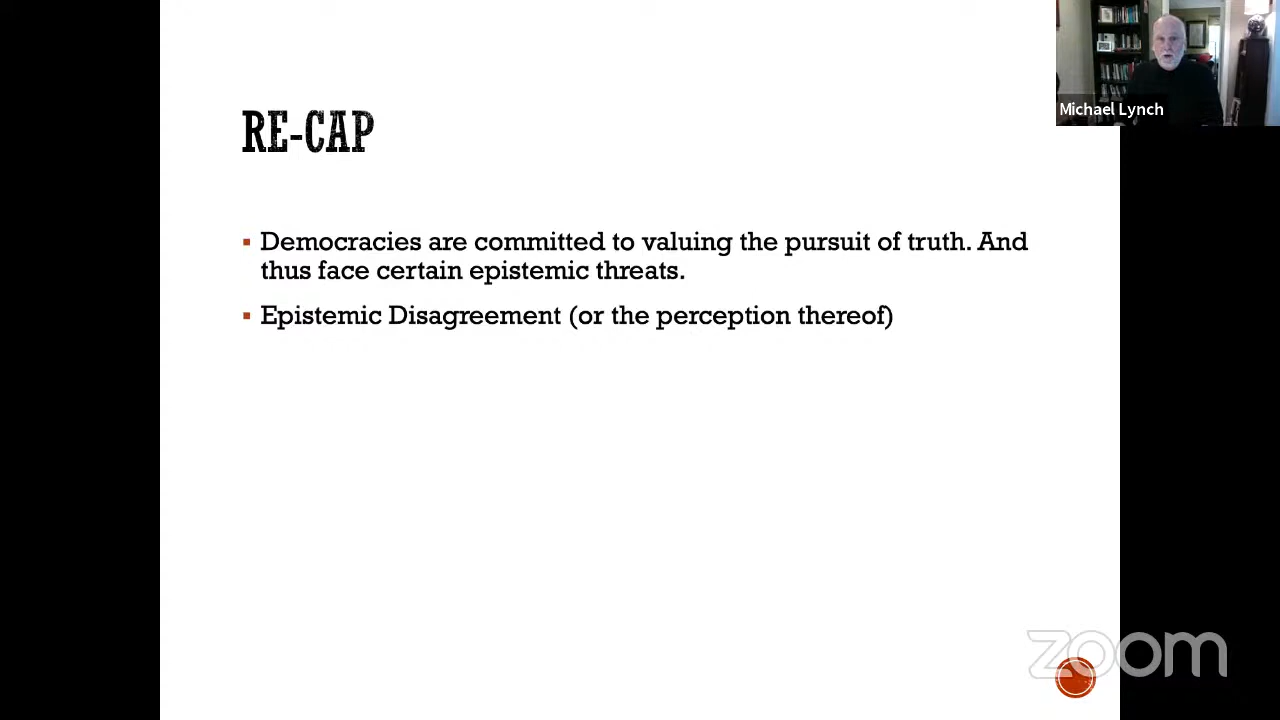 Michael Lynch
RE-CAP
▪ Democracies are committed to valuing the pursuit of truth. And
thus face certain epistemic threats.
▪ Epistemic Disagreement (or the perception thereof)
zoom